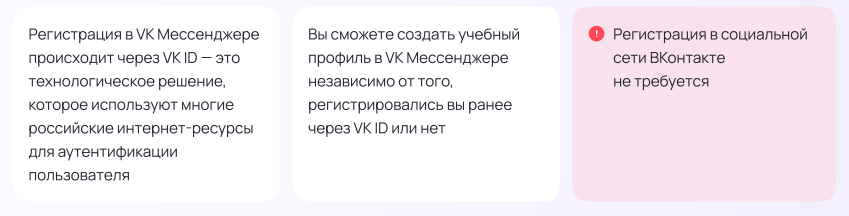 Регистрация в VK Мессенджере
происходит через VK ID — это
технологическое решение,
которое используют многие
российские интернет-ресурсы
для аутентификации
пользователя
Вы сможете создать учебный
профиль в VK Мессенджере
независимо от того,
регистрировались вы ранее
через VK ID или нет
Регистрация в социальной
сети ВКонтакте
не требуется